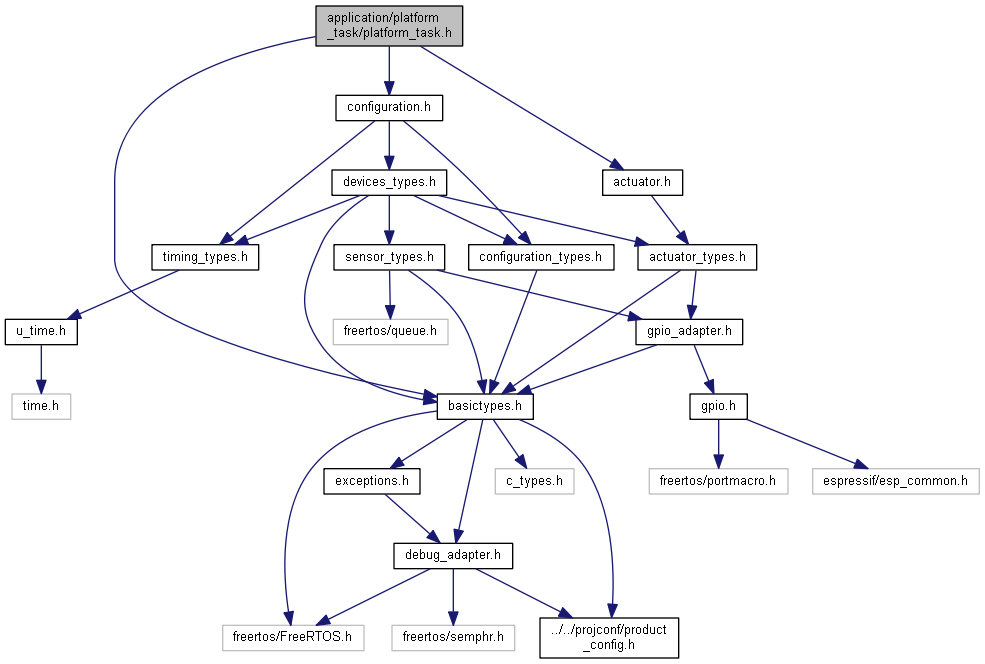 application/platform
_task/platform_task.h
configuration.h
devices_types.h
actuator.h
timing_types.h
sensor_types.h
configuration_types.h
actuator_types.h
u_time.h
freertos/queue.h
gpio_adapter.h
time.h
basictypes.h
gpio.h
exceptions.h
c_types.h
freertos/portmacro.h
espressif/esp_common.h
debug_adapter.h
freertos/FreeRTOS.h
freertos/semphr.h
../../projconf/product
_config.h